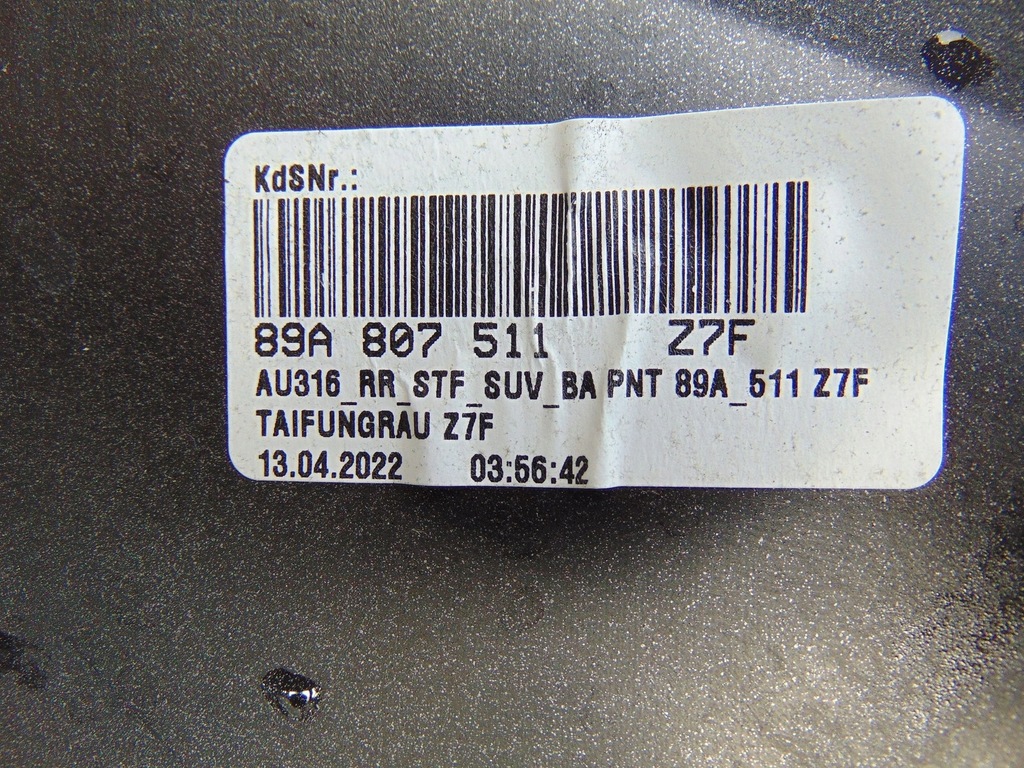 KdSNr.:
89A 807 511 Z7F
AU316_RR_STF_SUV_BA PNT 89A_511 Z7F
TAIFUNGRAU Z7F
13.04.2022 03:56:42